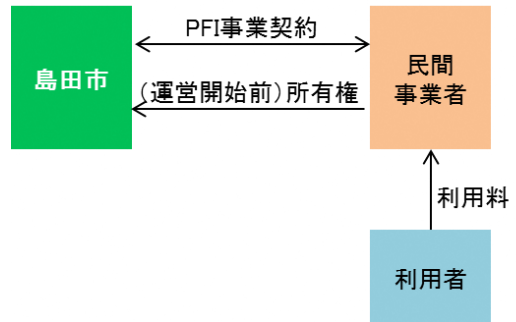 PFI事業契約
島田市
(運営開始前)所有権
民間
事業者
利用料
利用者